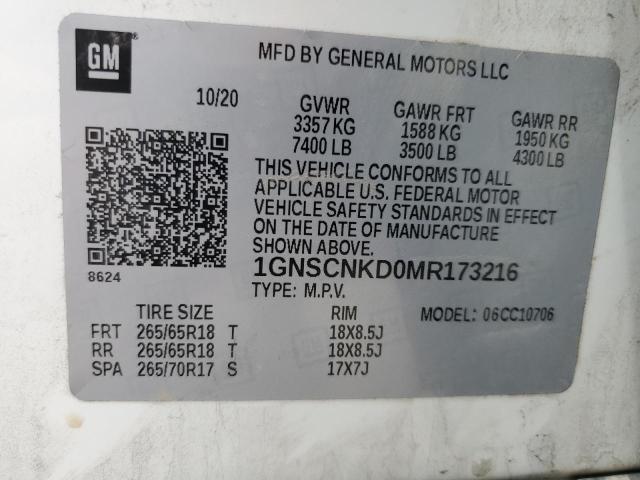 GM
MFD BY GENERAL MOTORS LLC
10/20
GVWR
3357 KG
7400 LB
GAWR FRT
1588 KG
3500 LB
GAWR RR
1950 KG
4300 LB
THIS VEHICLE CONFORMS TO ALL
APPLICABLE U.S. FEDERAL MOTOR
VEHICLE SAFETY STANDARDS IN EFFECT
ON THE DATE OF MANUFACTURE
SHOWN ABOVE.
8624
1GNSCNKD0MR173216
TYPE: M.P.V.
TIRE SIZE RIM MODEL: 06CC10706
FRT 265/65R18 T 18X8.5J
RR 265/65R18 T 18X8.5J
SPA 265/70R17 S 17X7J